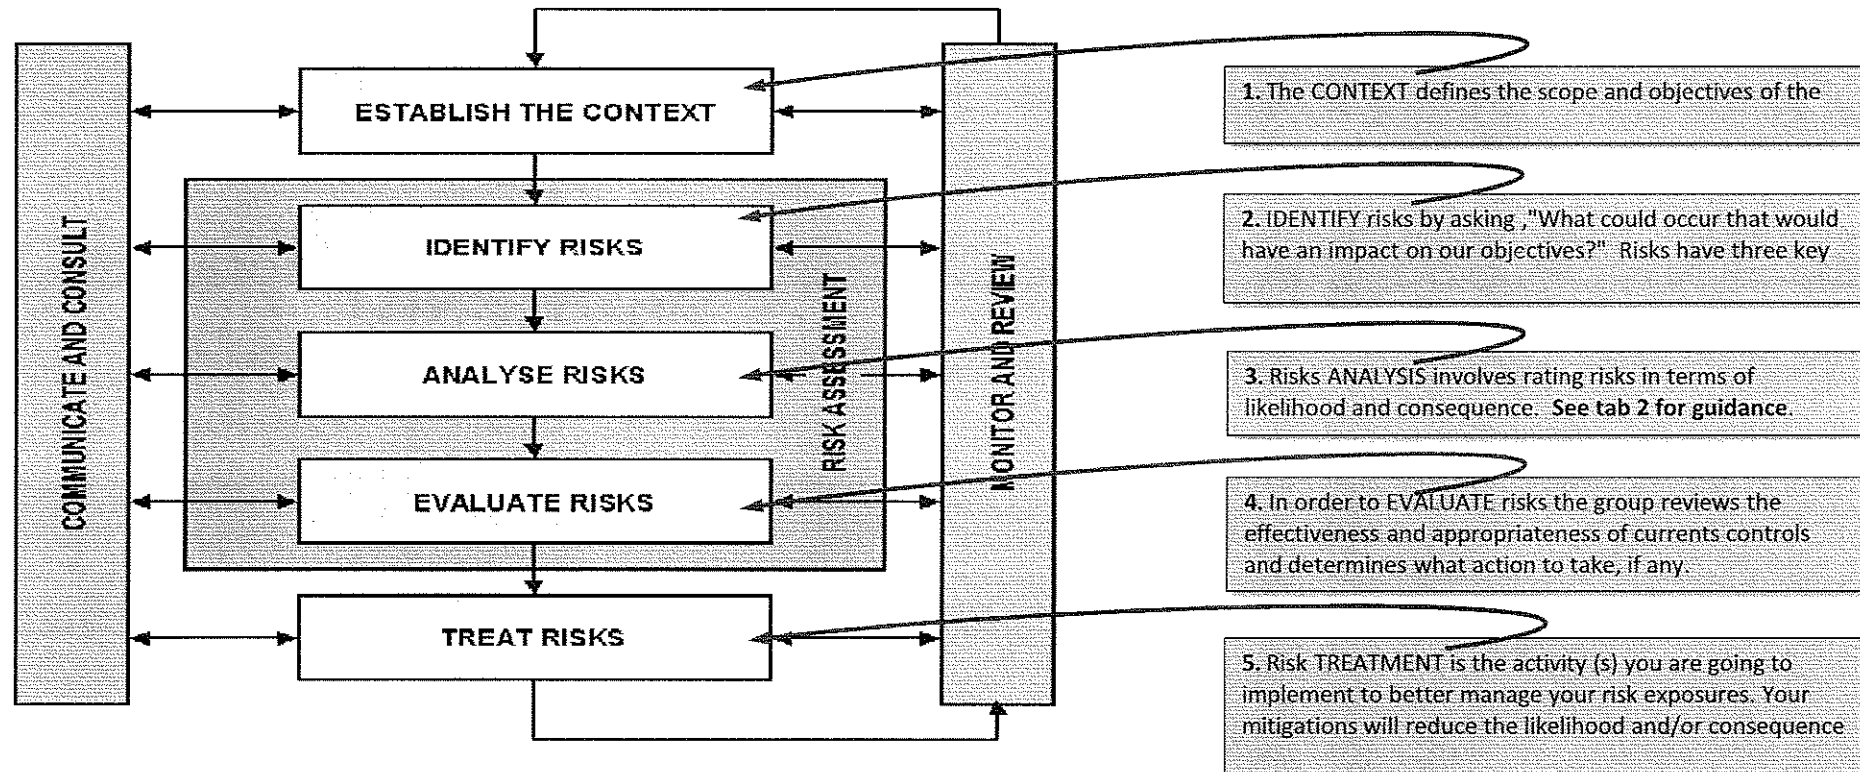 COMMUNICATE AND CONSULT
ESTABLISH THE CONTEXT
IDENTIFY RISKS
ANALYSE RISKS
EVALUATE RISKS
TREAT RISKS
RISK ASSESSMENT
MONITOR AND REVIEW
1. The CONTEXT defines the scope and objectives of the
2. IDENTIFY risks by asking ,"What could occur that would
have an impact on our objectives?" Risks have three key
3. Risks ANALYSIS involves rating risks in terms of
likelihood and consequence. See tab 2 for guidance.
4. In order to EVALUATE risks the group reviews the
effectiveness and appropriateness of currents controls
and determines what action to take, if any.
5. Risk TREATMENT is the activity (s) you are going to
implement to better manage your risk exposures. Your
mitigations will reduce the likelihood and/or consequence